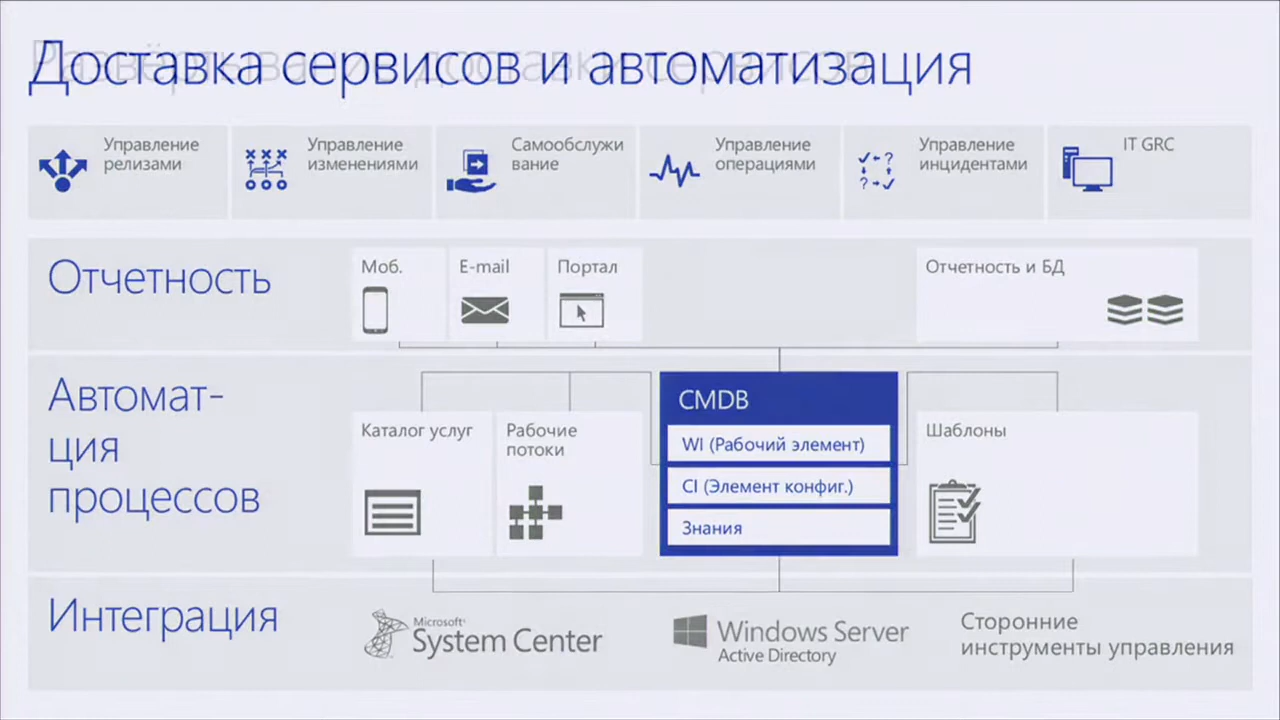 Доставка сервисов и автоматизация
Управление
релизами
Управление
изменениями
Самообслужи
вание
Управление
операциями
Управление
инцидентами
IT GRC
Отчетность
Моб.
E-mail
Портал
Отчетность и БД
Автомат-
ция
процессов
Каталог услуг
Рабочие
потоки
CMDB
WI (Рабочий элемент)
CI (Элемент конфиг.)
Знания
Шаблоны
Интеграция
Microsoft
System Center
Windows Server
Active Directory
Сторонние
инструменты управления